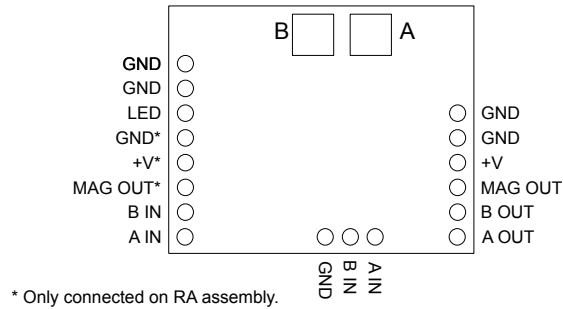 B A
GND
GND
LED
GND*
+V*
MAG OUT*
B IN
A IN
GND
GND
+V
MAG OUT
B OUT
A OUT
GND
B IN
A IN
* Only connected on RA assembly.